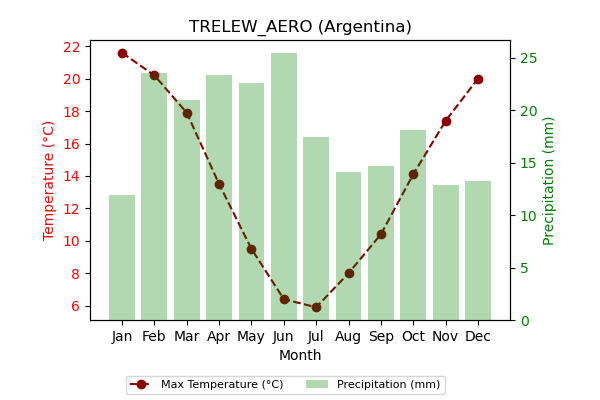 TRELEW_AERO (Argentina)
22
20
18
16
14
12
10
8
6
Temperature (°C)
25
20
15
10
5
0
Precipitation (mm)
Jan Feb Mar Apr May Jun Jul Aug Sep Oct Nov Dec
Month
Max Temperature (°C) Precipitation (mm)